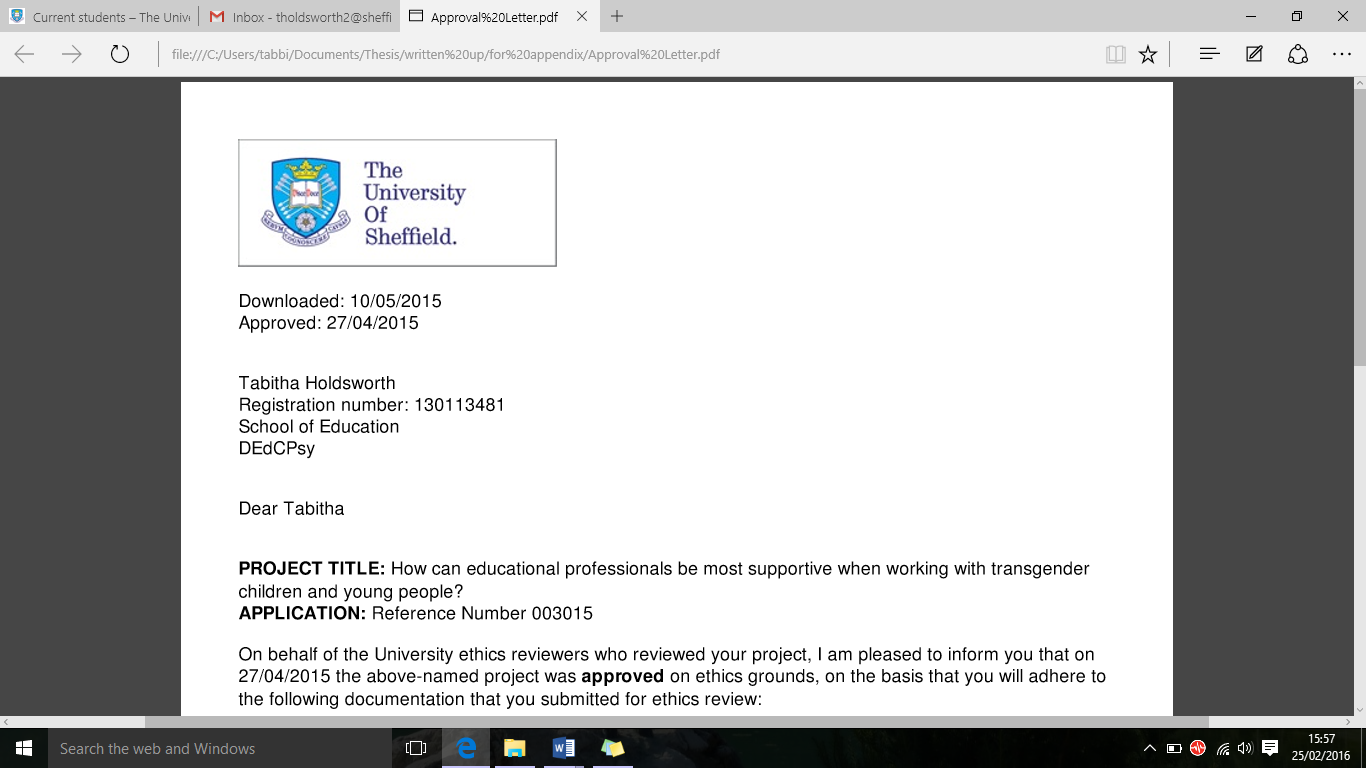 Current students – The Unive
Inbox - tholdsworth2@sheffi
Approval%20Letter.pdf
file:///C:/Users/tabbi/Documents/Thesis/written%20up/for%20appendix/Approval%20Letter.pdf
The
University
Of
Sheffield.
Downloaded: 10/05/2015
Approved: 27/04/2015
Tabitha Holdsworth
Registration number: 130113481
School of Education
DEdCPsy
Dear Tabitha
PROJECT TITLE: How can educational professionals be most supportive when working with transgender
children and young people?
APPLICATION: Reference Number 003015
On behalf of the University ethics reviewers who reviewed your project, I am pleased to inform you that on
27/04/2015 the above-named project was approved on ethics grounds, on the basis that you will adhere to
the following documentation that you submitted for ethics review:
Search the web and Windows
15:57
25/02/2016